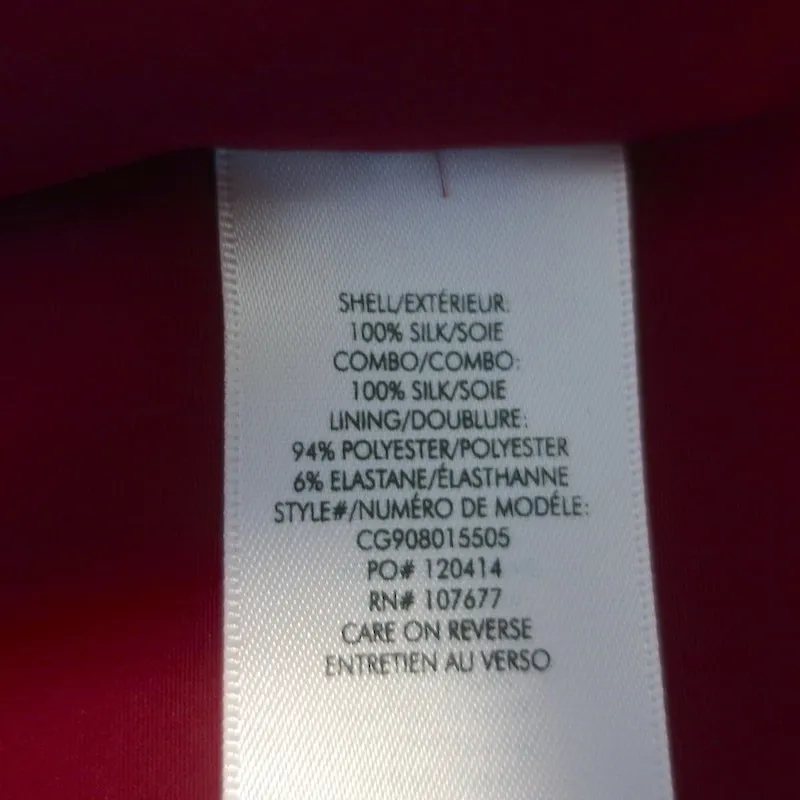 SHELL/EXTÉRIEUR:
100% SILK/SOIE
COMBO/COMBO:
100% SILK/SOIE
LINING/DOUBLURE:
94% POLYESTER/POLYESTER
6% ELASTANE/ÉLASTHANNE
STYLE#/NUMÉRO DE MODÉLE:
CG908015505
PO# 120414
RN# 107677
CARE ON REVERSE
ENTRETIEN AU VERSO